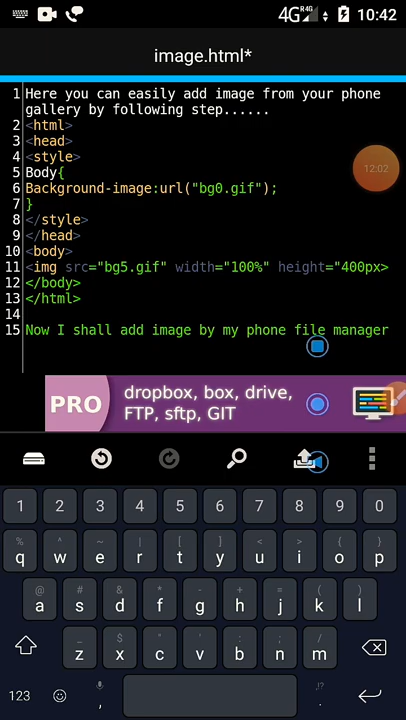 4G R4G 10:42
image.html*
1 Here you can easily add image from your phone
gallery by following step......
2 <html>
3 <head>
4 <style>
5 Body{
6 Background-image:url("bg0.gif");
7 }
8 </style>
9 </head>
10 <body>
11 <img src="bg5.gif" width="100%" height="400px>
12 </body>
13 </html>
14
15 Now I shall add image by my phone file manager
12:02
PRO dropbox, box, drive,
FTP, sftp, GIT
1 2 3 4 5 6 7 8 9 0
% ^ ~ | [ ] < > { }
q w e r t y u i o p
@ # & * - + = ( )
a s d f g h j k l
_ $ " ' : ; /
z x c v b n m
123 , !? .